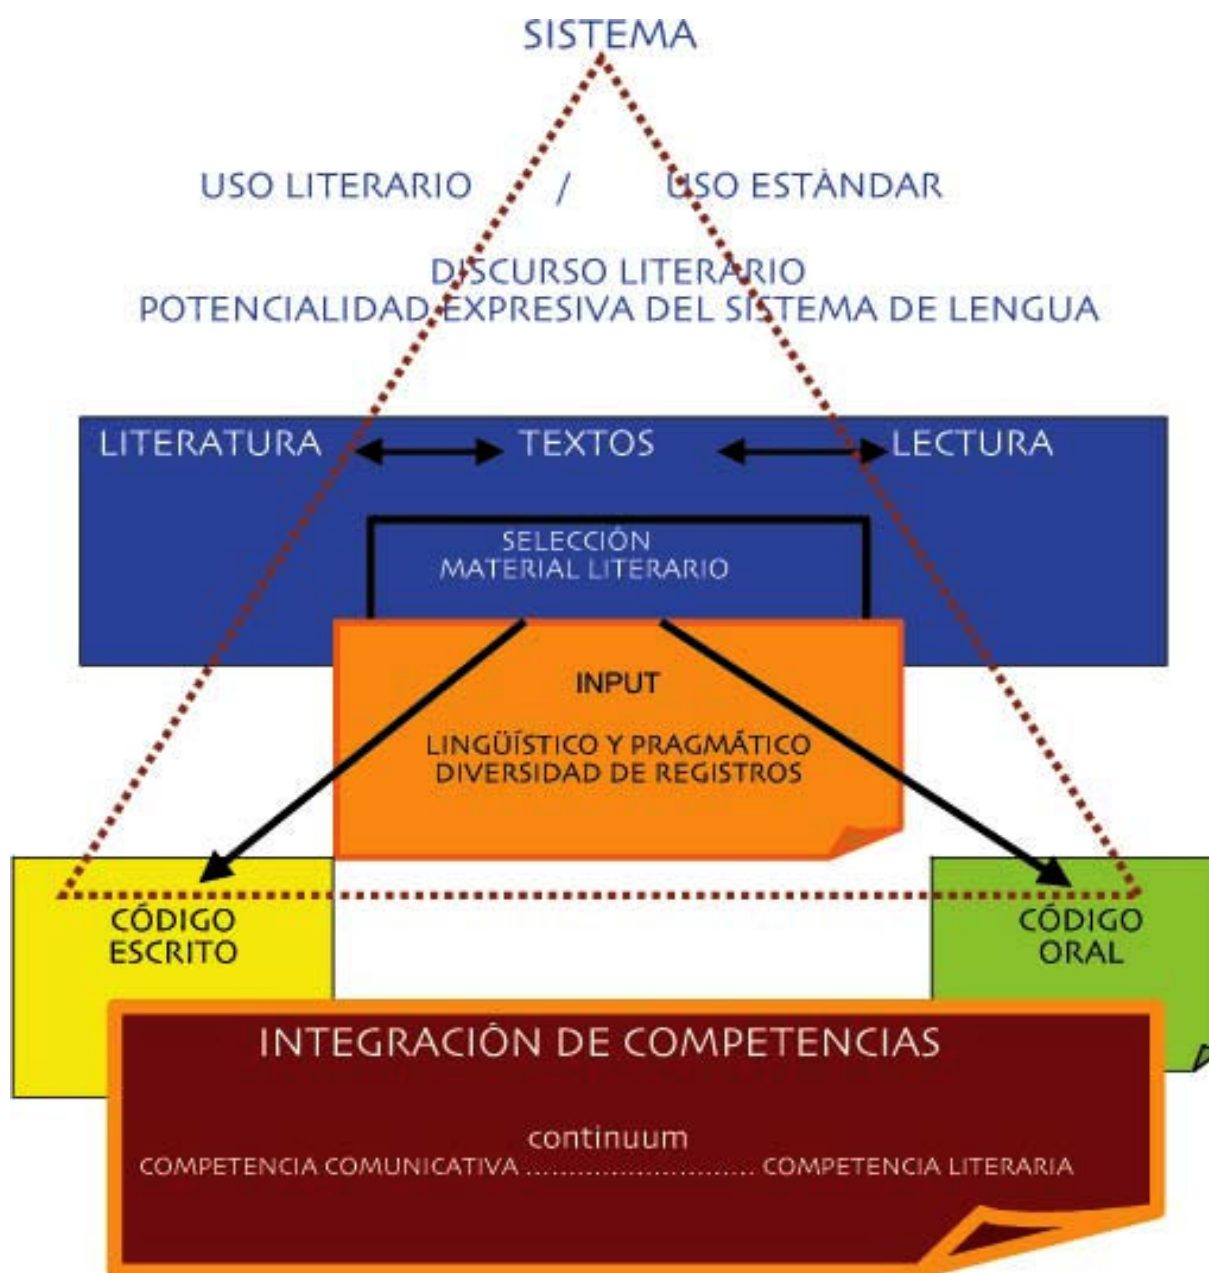 SISTEMA
USO LITERARIO / USO ESTÀNDAR
DISCURSO LITERARIO
POTENCIALIDAD EXPRESIVA DEL SISTEMA DE LENGUA
LITERATURA TEXTOS LECTURA
SELECCIÓN
MATERIAL LITERARIO
INPUT
LINGÜÍSTICO Y PRAGMÁTICO
DIVERSIDAD DE REGISTROS
CÓDIGO
ESCRITO
CÓDIGO
ORAL
INTEGRACIÓN DE COMPETENCIAS
continuum
COMPETENCIA COMUNICATIVA .......................... COMPETENCIA LITERARIA